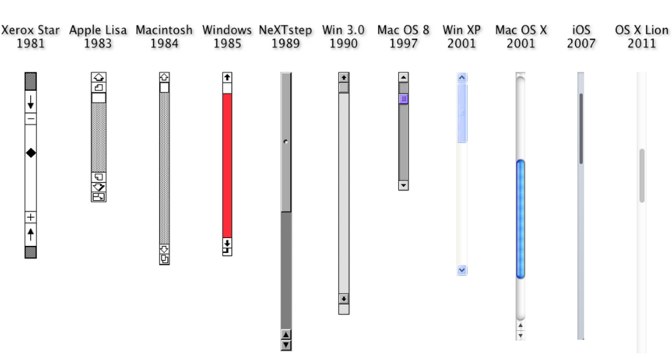 Xerox Star Apple Lisa Macintosh Windows NeXTstep Win 3.0 Mac OS 8 Win XP Mac OS X iOS OS X Lion
1981 1983 1984 1985 1989 1990 1997 2001 2001 2007 2011